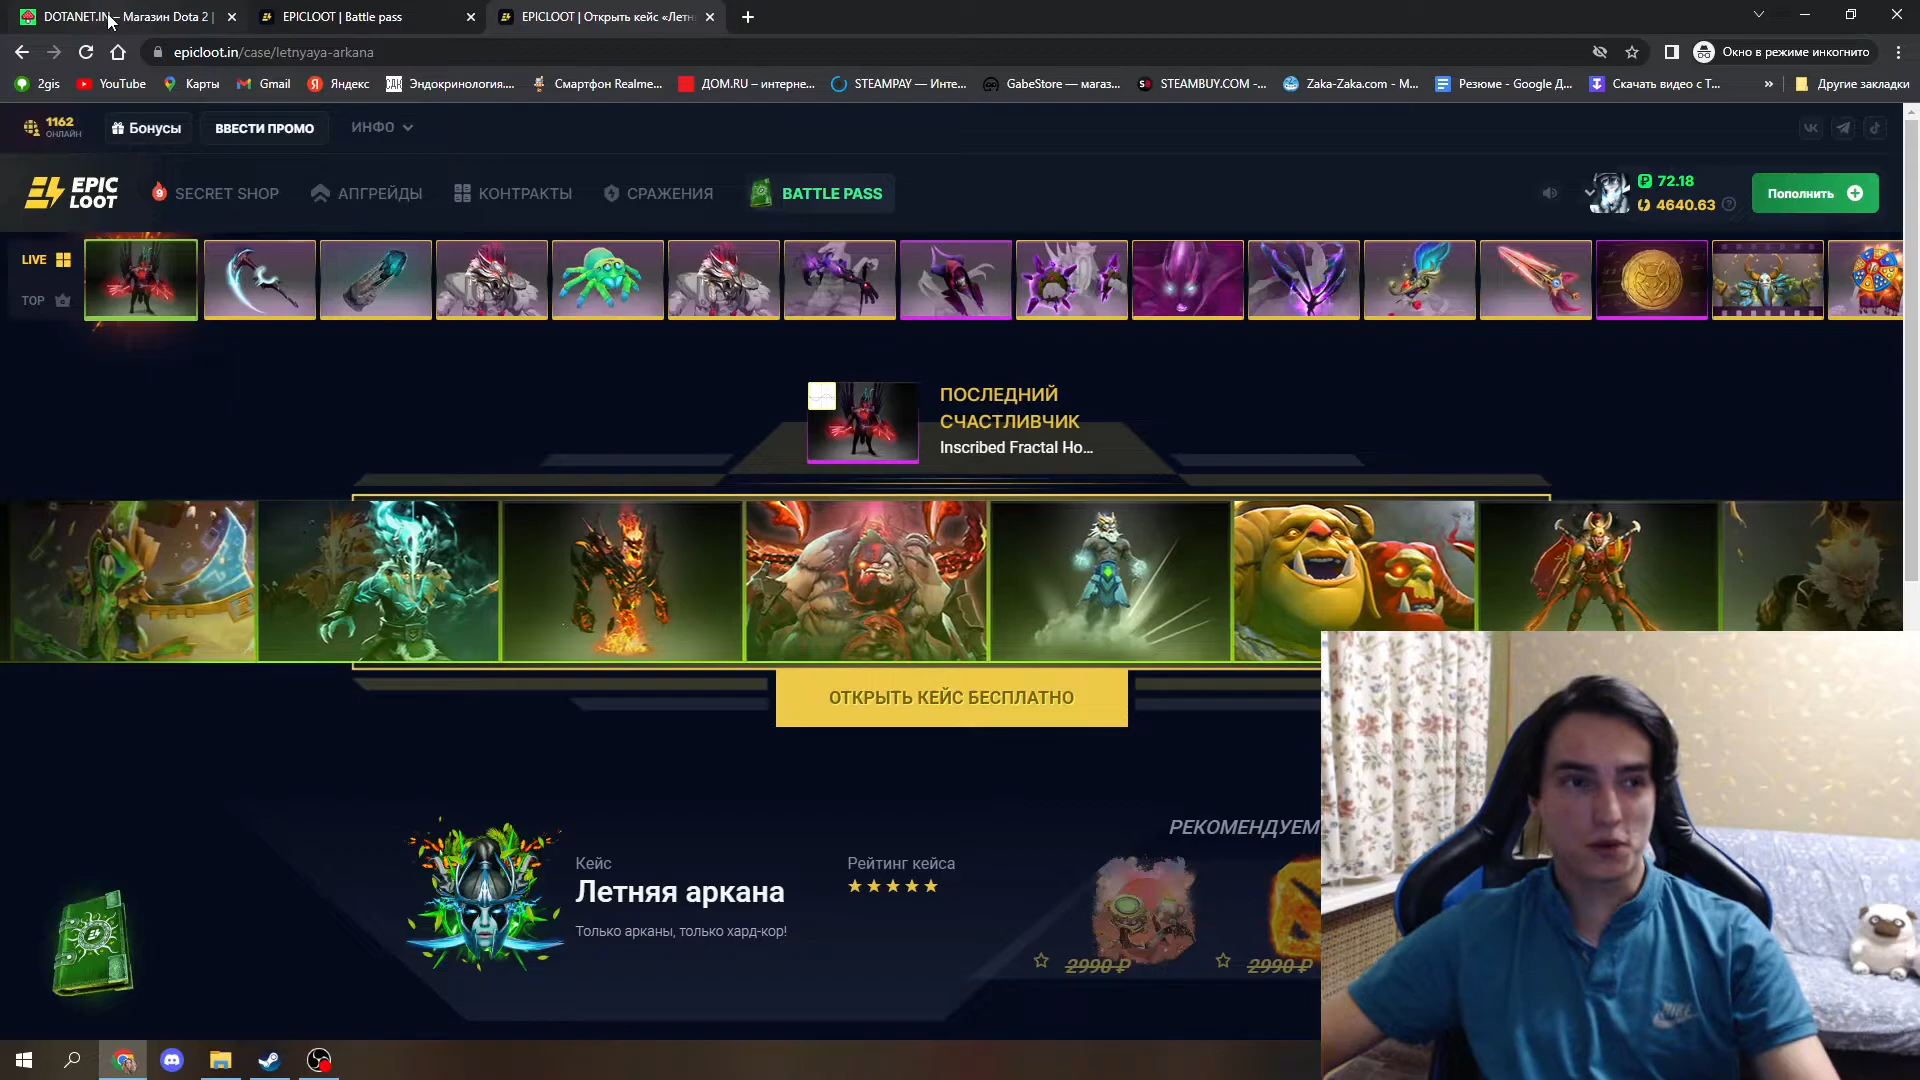 DOTANET.IN – Магазин Dota 2 |
EPICLOOT | Battle pass
EPICLOOT | Открыть кейс «Летн
epicloot.in/case/letnyaya-arkana
Окно в режиме инкогнито
2gis
YouTube
Карты
Gmail
Яндекс
Эндокринология....
Смартфон Realme...
ДОМ.RU – интерне...
STEAMPAY — Инте...
GabeStore — магаз...
STEAMBUY.COM -...
Zaka-Zaka.com - М...
Резюме - Google Д...
Скачать видео с Т...
»
Другие закладки
1162
ОНЛАЙН
Бонусы
ВВЕСТИ ПРОМО
ИНФО
EPIC
LOOT
9
SECRET SHOP
АПГРЕЙДЫ
КОНТРАКТЫ
СРАЖЕНИЯ
BATTLE PASS
72.18
4640.63
Пополнить
LIVE
TOP
ПОСЛЕДНИЙ
СЧАСТЛИВЧИК
Inscribed Fractal Ho...
ОТКРЫТЬ КЕЙС БЕСПЛАТНО
Кейс
Летняя аркана
Только арканы, только хард-кор!
Рейтинг кейса
РЕКОМЕНДУЕМ
2990 ₽
2990 ₽
NIKE